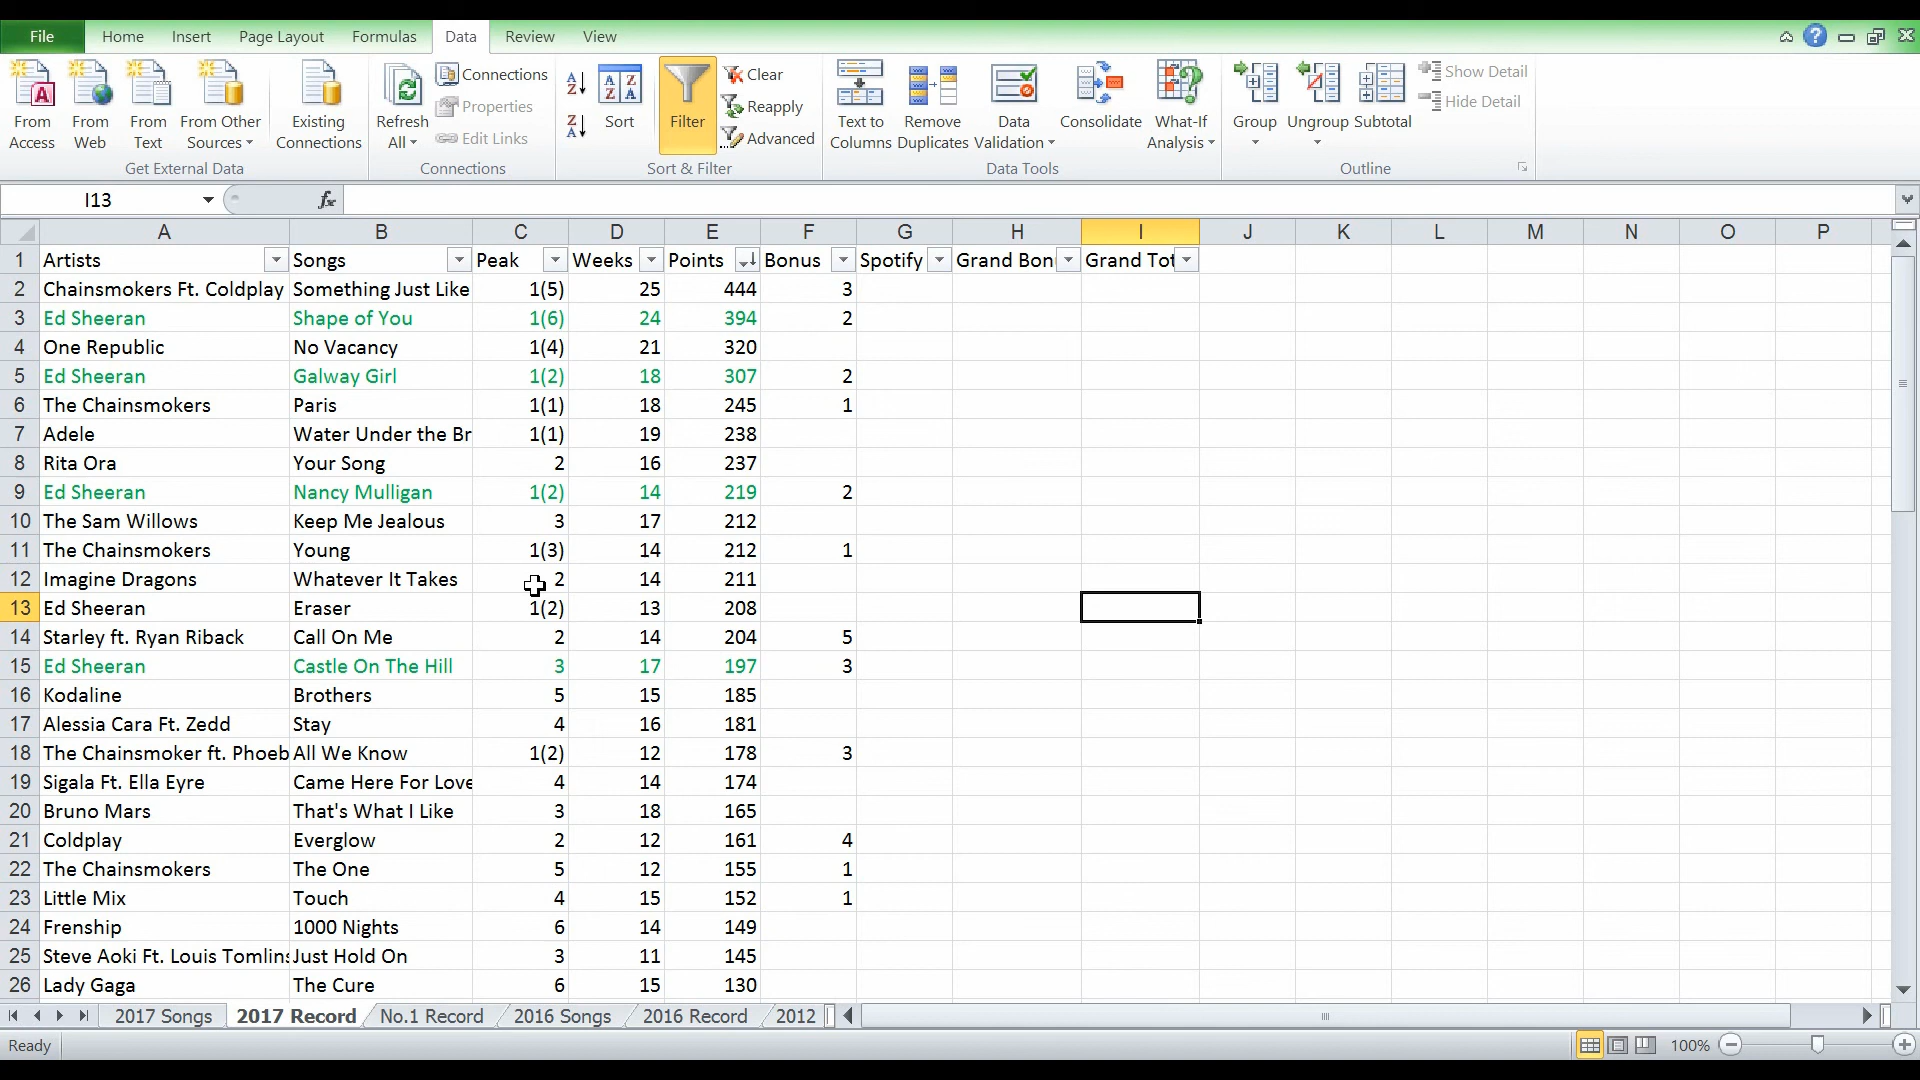 File Home Insert Page Layout Formulas Data Review View
From Access From Web From Text From Other Sources Existing Connections Refresh All Connections Properties Edit Links Sort Filter Clear Reapply Advanced Text to Columns Remove Duplicates Data Validation Consolidate What-If Analysis Group Ungroup Subtotal Show Detail Hide Detail
Get External Data Connections Sort & Filter Data Tools Outline
I13 fx
A B C D E F G H I J K L M N O P
1 Artists Songs Peak Weeks Points Bonus Spotify Grand Bon Grand Tot
2 Chainsmokers Ft. Coldplay Something Just Like 1(5) 25 444 3
3 Ed Sheeran Shape of You 1(6) 24 394 2
4 One Republic No Vacancy 1(4) 21 320
5 Ed Sheeran Galway Girl 1(2) 18 307 2
6 The Chainsmokers Paris 1(1) 18 245 1
7 Adele Water Under the Br 1(1) 19 238
8 Rita Ora Your Song 2 16 237
9 Ed Sheeran Nancy Mulligan 1(2) 14 219 2
10 The Sam Willows Keep Me Jealous 3 17 212
11 The Chainsmokers Young 1(3) 14 212 1
12 Imagine Dragons Whatever It Takes 2 14 211
13 Ed Sheeran Eraser 1(2) 13 208
14 Starley ft. Ryan Riback Call On Me 2 14 204 5
15 Ed Sheeran Castle On The Hill 3 17 197 3
16 Kodaline Brothers 5 15 185
17 Alessia Cara Ft. Zedd Stay 4 16 181
18 The Chainsmoker ft. Phoeb All We Know 1(2) 12 178 3
19 Sigala Ft. Ella Eyre Came Here For Love 4 14 174
20 Bruno Mars That's What I Like 3 18 165
21 Coldplay Everglow 2 12 161 4
22 The Chainsmokers The One 5 12 155 1
23 Little Mix Touch 4 15 152 1
24 Frenship 1000 Nights 6 14 149
25 Steve Aoki Ft. Louis Tomlins Just Hold On 3 11 145
26 Lady Gaga The Cure 6 15 130
2017 Songs 2017 Record No.1 Record 2016 Songs 2016 Record 2012
Ready 100%